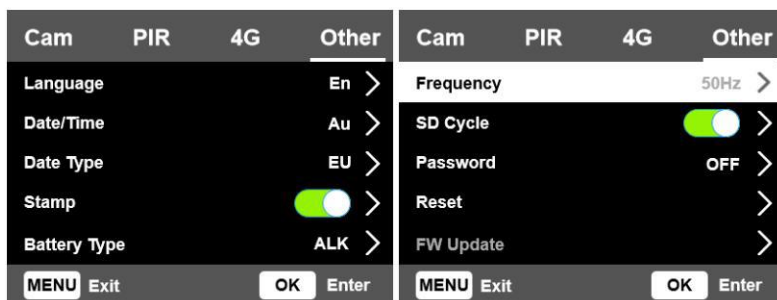 Cam PIR 4G Other
Language En
Date/Time Au
Date Type EU
Stamp
Battery Type ALK
MENU Exit OK Enter
Cam PIR 4G Other
Frequency 50Hz
SD Cycle
Password OFF
Reset
FW Update
MENU Exit OK Enter